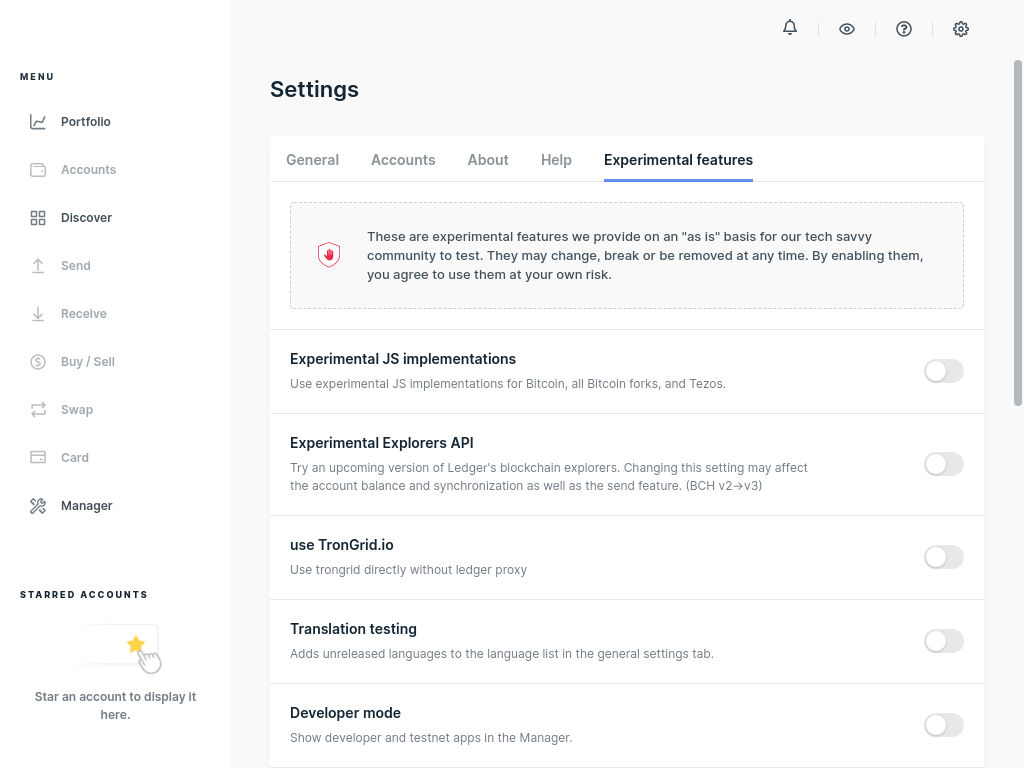 MENU
Portfolio
Accounts
Discover
Send
Receive
Buy / Sell
Swap
Card
Manager
STARRED ACCOUNTS
Star an account to display it
here.
Settings
General
Accounts
About
Help
Experimental features
These are experimental features we provide on an "as is" basis for our tech savvy
community to test. They may change, break or be removed at any time. By enabling them,
you agree to use them at your own risk.
Experimental JS implementations
Use experimental JS implementations for Bitcoin, all Bitcoin forks, and Tezos.
Experimental Explorers API
Try an upcoming version of Ledger's blockchain explorers. Changing this setting may affect
the account balance and synchronization as well as the send feature. (BCH v2->v3)
use TronGrid.io
Use trongrid directly without ledger proxy
Translation testing
Adds unreleased languages to the language list in the general settings tab.
Developer mode
Show developer and testnet apps in the Manager.